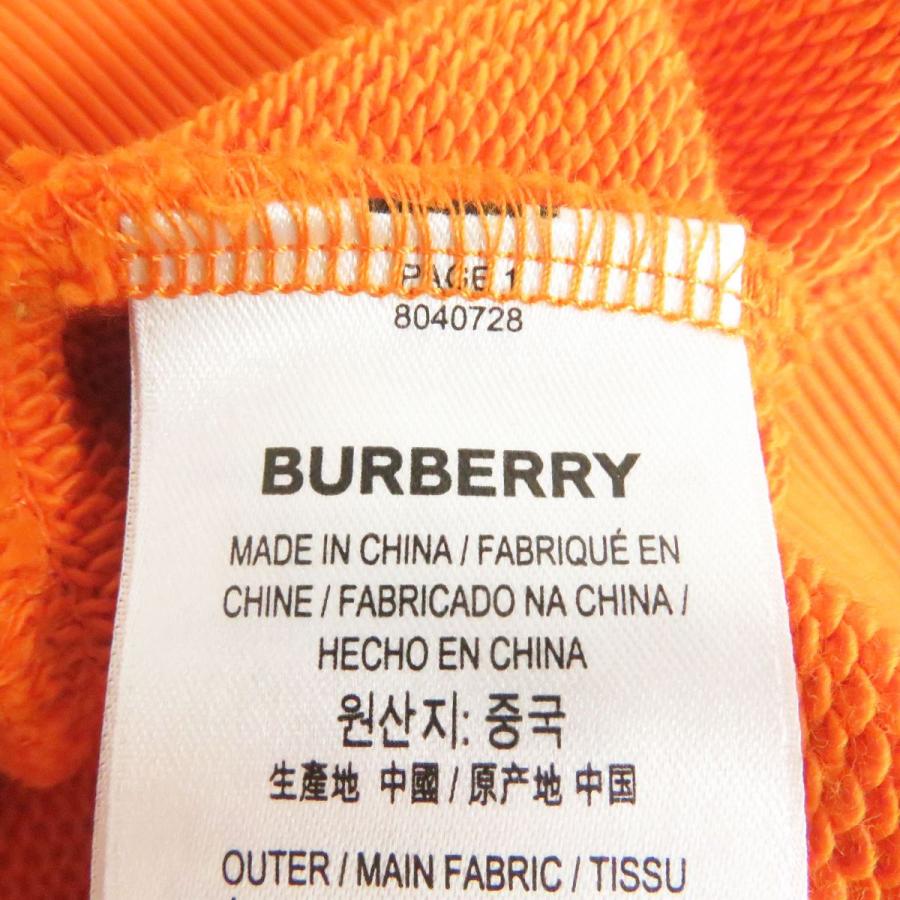 PAGE 1
8040728
BURBERRY
MADE IN CHINA / FABRIQUÉ EN
CHINE / FABRICADO NA CHINA /
HECHO EN CHINA
원산지: 중국
生產地 中國 / 原产地 中国
OUTER / MAIN FABRIC / TISSU